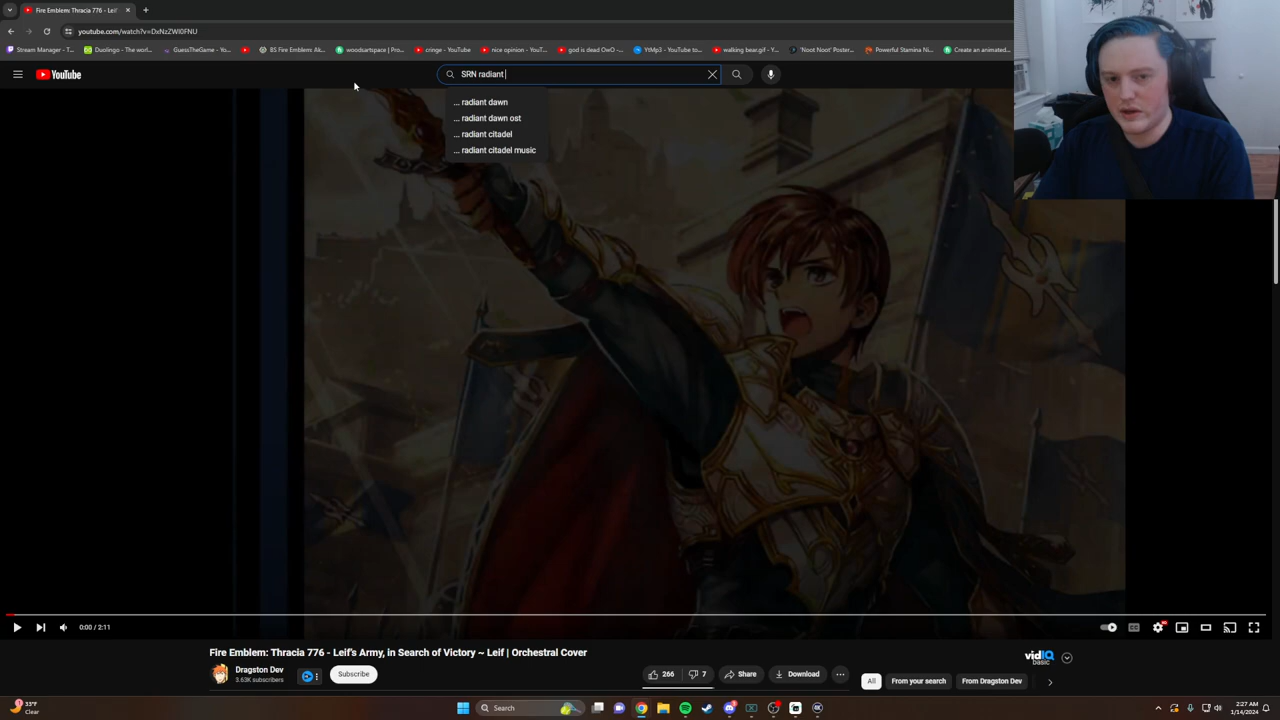 Fire Emblem: Thracia 776 - Leif's
youtube.com/watch?v=DxNzZWl0FNU
Stream Manager - T...
Duolingo - The worl...
GuessTheGame - Yo...
8S Fire Emblems Ak...
woodcartspace | Pro...
cringe - YouTube
nice opinion - YouT...
god is dead OwO -...
YtMp3 - YouTube to...
walking bear.gif - Y...
'Noot Noot' Poster...
Powerful Stamina Ni...
Create an animated...
YouTube
SRN radiant
... radiant dawn
... radiant dawn ost
... radiant citadel
... radiant citadel music
0:00 / 2:11
Fire Emblem: Thracia 776 - Leif's Army, in Search of Victory ~ Leif | Orchestral Cover
vidIQ
basic
Dragston Dev
3.63K subscribers
Subscribe
266
7
Share
Download
All
From your search
From Dragston Dev
33°F
Clear
Search
2:27 AM
1/14/2024